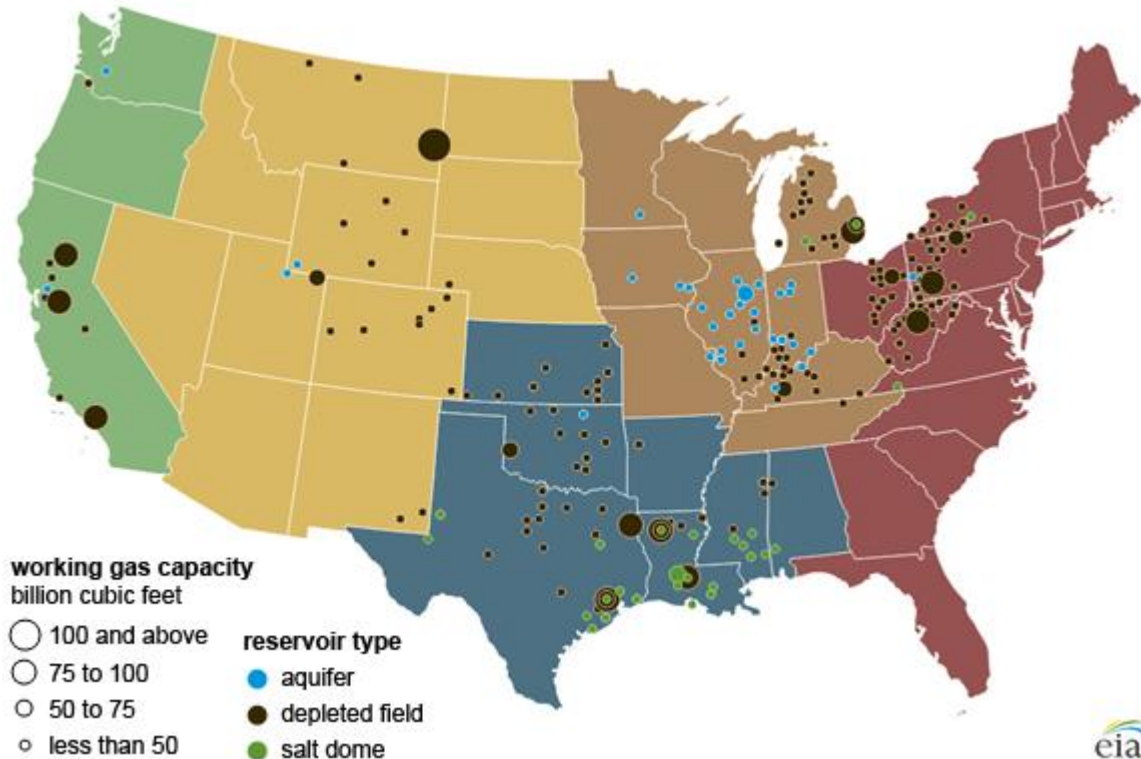 working gas capacity
billion cubic feet
100 and above
75 to 100
50 to 75
less than 50
reservoir type
aquifer
depleted field
salt dome
eia